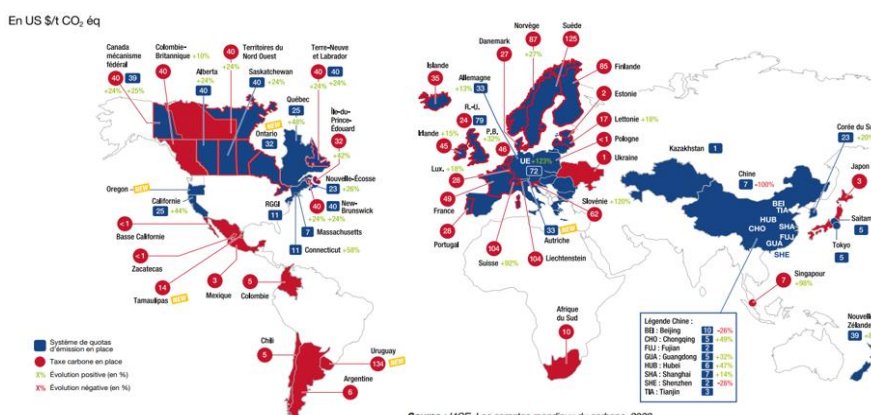 En US $/t CO₂ éq
Canada
mécanisme
fédéral
40 39
+24% +25%
Colombie-
Britannique +10%
40
Alberta
+24%
40
Territoires du
Nord Ouest
40 +24%
Saskatchewan
40 +24%
Terre-Neuve
et Labrador
40 40
+24% +24%
Québec
25
Ontario NEW
32
Île-du-
Prince-
Édouard
32
Nouvelle-Écosse
23 +26%
New-
Brunswick
40 40
+24% +24%
Massachusetts
7
Connecticut +58%
11
RGGI
11
Oregon NEW
Californie
25 +44%
<1
Basse Californie
<1
Zacatecas
14
Tamaulipas NEW
3
Mexique
5
Colombie
Chili
5
Uruguay NEW
134
Argentine
6
Système de quotas
d'émission en place
Taxe carbone en place
X% Évolution positive (en %)
X% Évolution négative (en %)
Islande
35
Danemark
27
Norvège
87
+27%
Suède
125
Finlande
85
Estonie
2
Lettonie +18%
17
Pologne
<1
Ukraine
1
Allemagne
+13% 33
R.-U.
24 79
Irlande +15%
45
P.B. +32%
46
UE +123%
72
Lux. +18%
28
49
France
28
Portugal
104
Suisse +92%
104
Liechtenstein
33
Autriche NEW
62
Slovénie +120%
Afrique
du Sud
10
Kazakhstan
1
Chine
7 -100%
BEI
TIA
HUB
CHO
SHA
FUJ
GUA
SHE
Corée du Su
23 +20%
Japon
3
Saitam
5
Tokyo
5
Singapour
7
+98%
Nouvelle
Zélande
39
Légende Chine :
BEI : Beijing 10 -26%
CHO : Chongqing 5 +49%
FUJ : Fujian 2
GUA : Guangdong 5 +32%
HUB : Hubei 6 +47%
SHA : Shanghai 7 +14%
SHE : Shenzhen 2 -28%
TIA : Tianjin 3